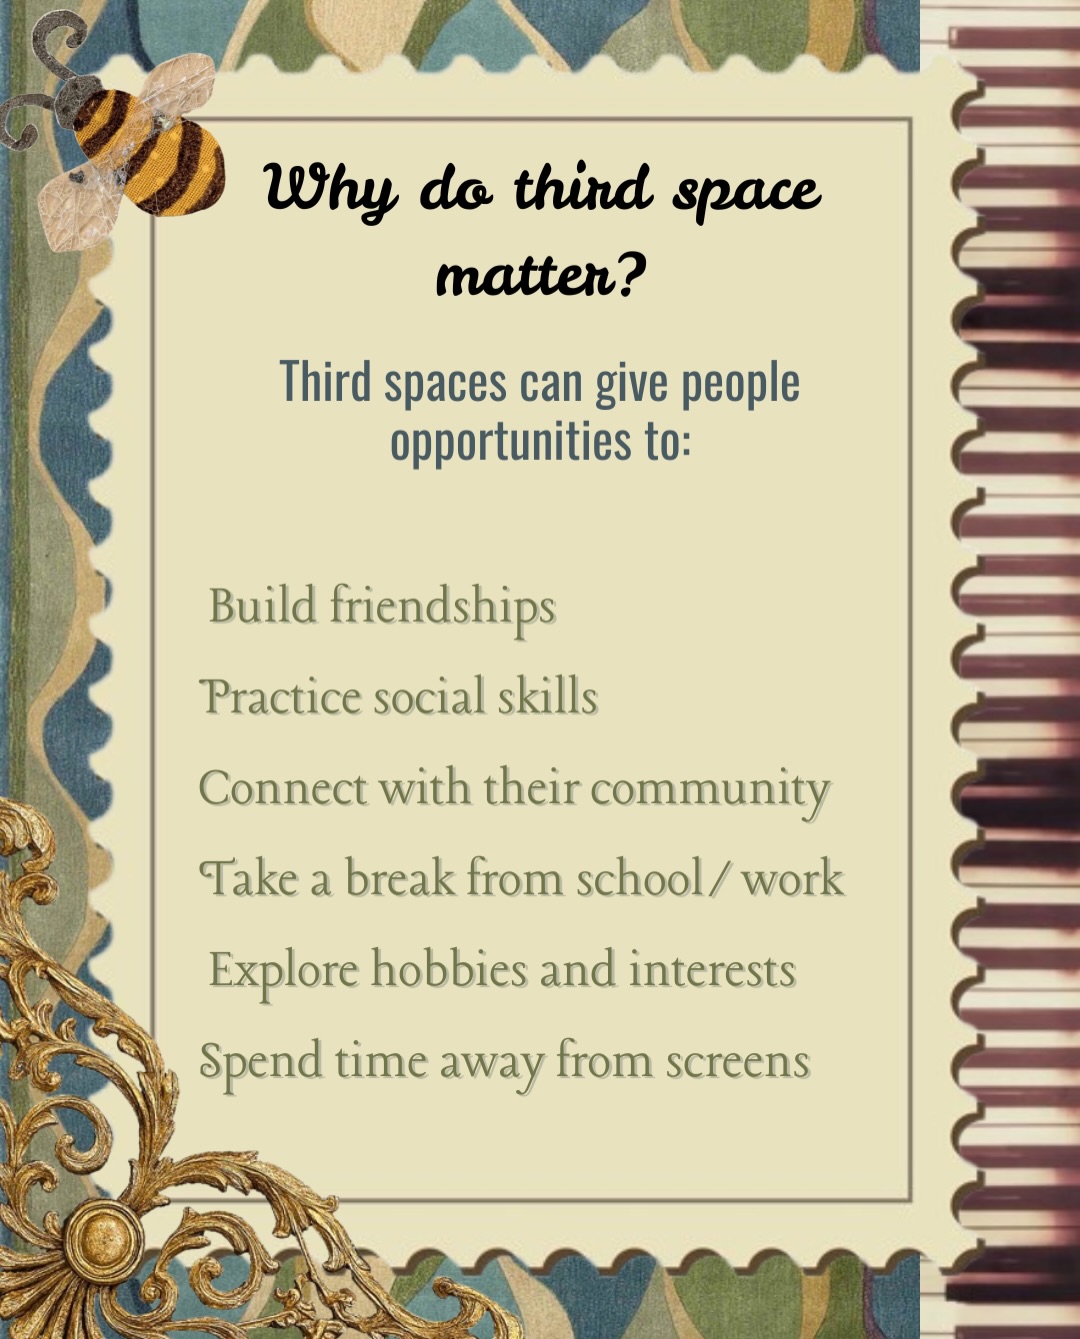 Why do third space
matter?
Third spaces can give people
opportunities to:
Build friendships
Practice social skills
Connect with their community
Take a break from school/ work
Explore hobbies and interests
Spend time away from screens